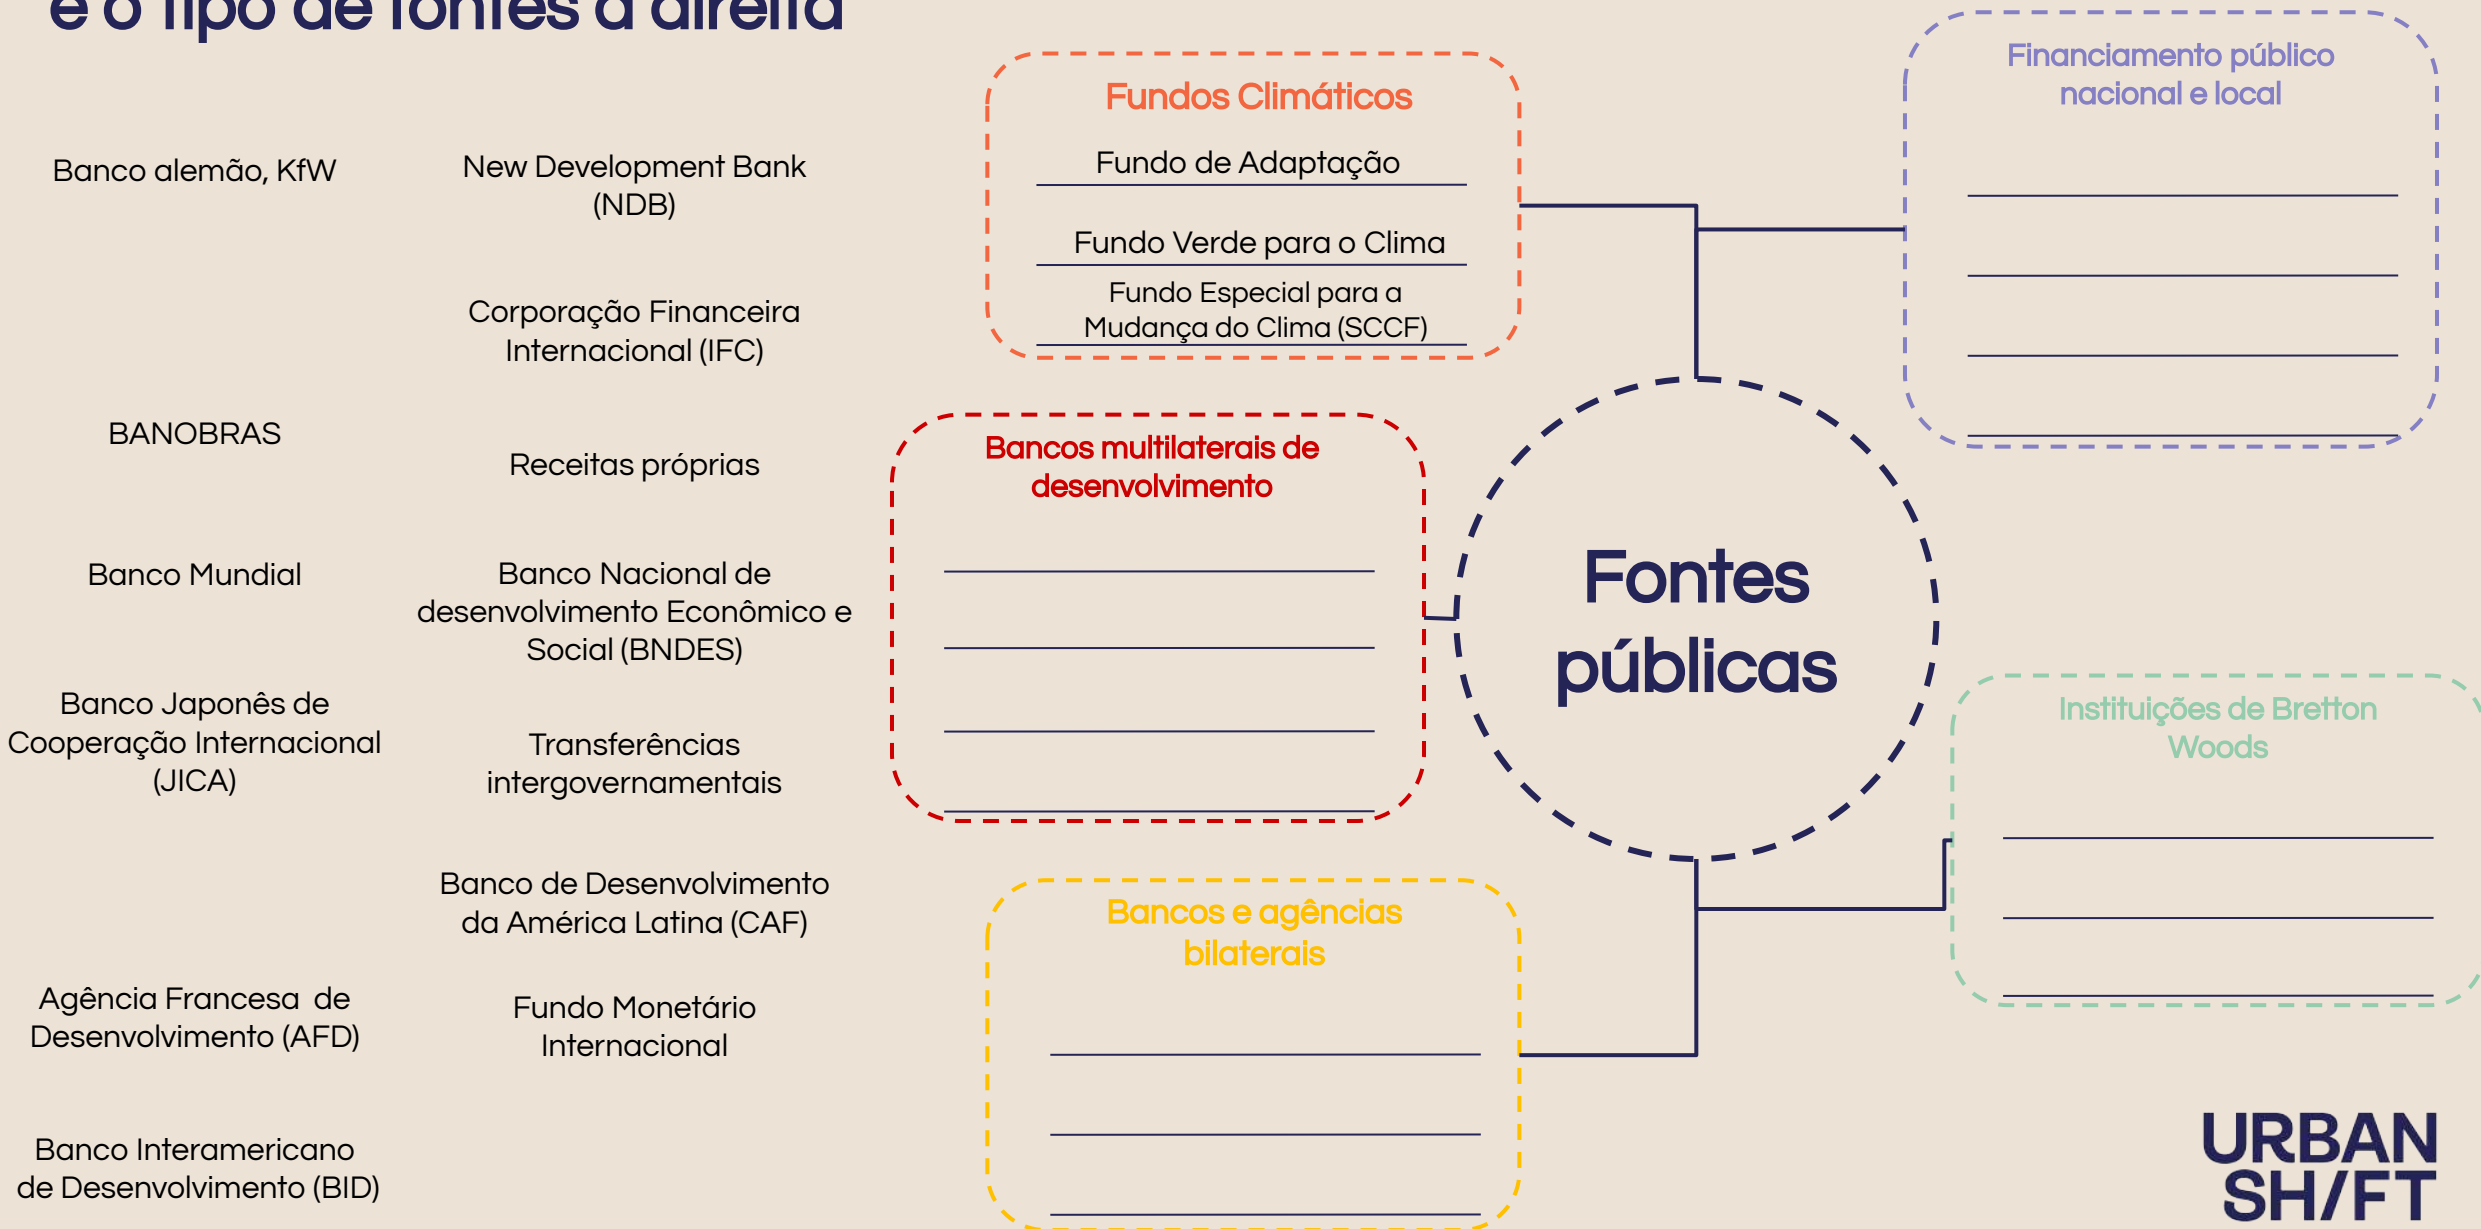 e o tipo de fontes à direita
Banco alemão, KfW
BANOBRAS
Banco Mundial
Banco Japonês de
Cooperação Internacional
(JICA)
Agência Francesa  de
Desenvolvimento (AFD)
Banco Interamericano
de Desenvolvimento (BID)
New Development Bank
(NDB)
Corporação Financeira
Internacional (IFC)
Receitas próprias
Banco Nacional de
desenvolvimento Econômico e
Social (BNDES)
Transferências
intergovernamentais
Banco de Desenvolvimento
da América Latina (CAF)
Fundo Monetário
Internacional
Fundos Climáticos
Fundo de Adaptação
Fundo Verde para o Clima
Fundo Especial para a
Mudança do Clima (SCCF)
Bancos multilaterais de
desenvolvimento
Bancos e agências
bilaterais
Fontes
públicas
Financiamento público
nacional e local
Instituições de Bretton
Woods
URBAN
SH/FT